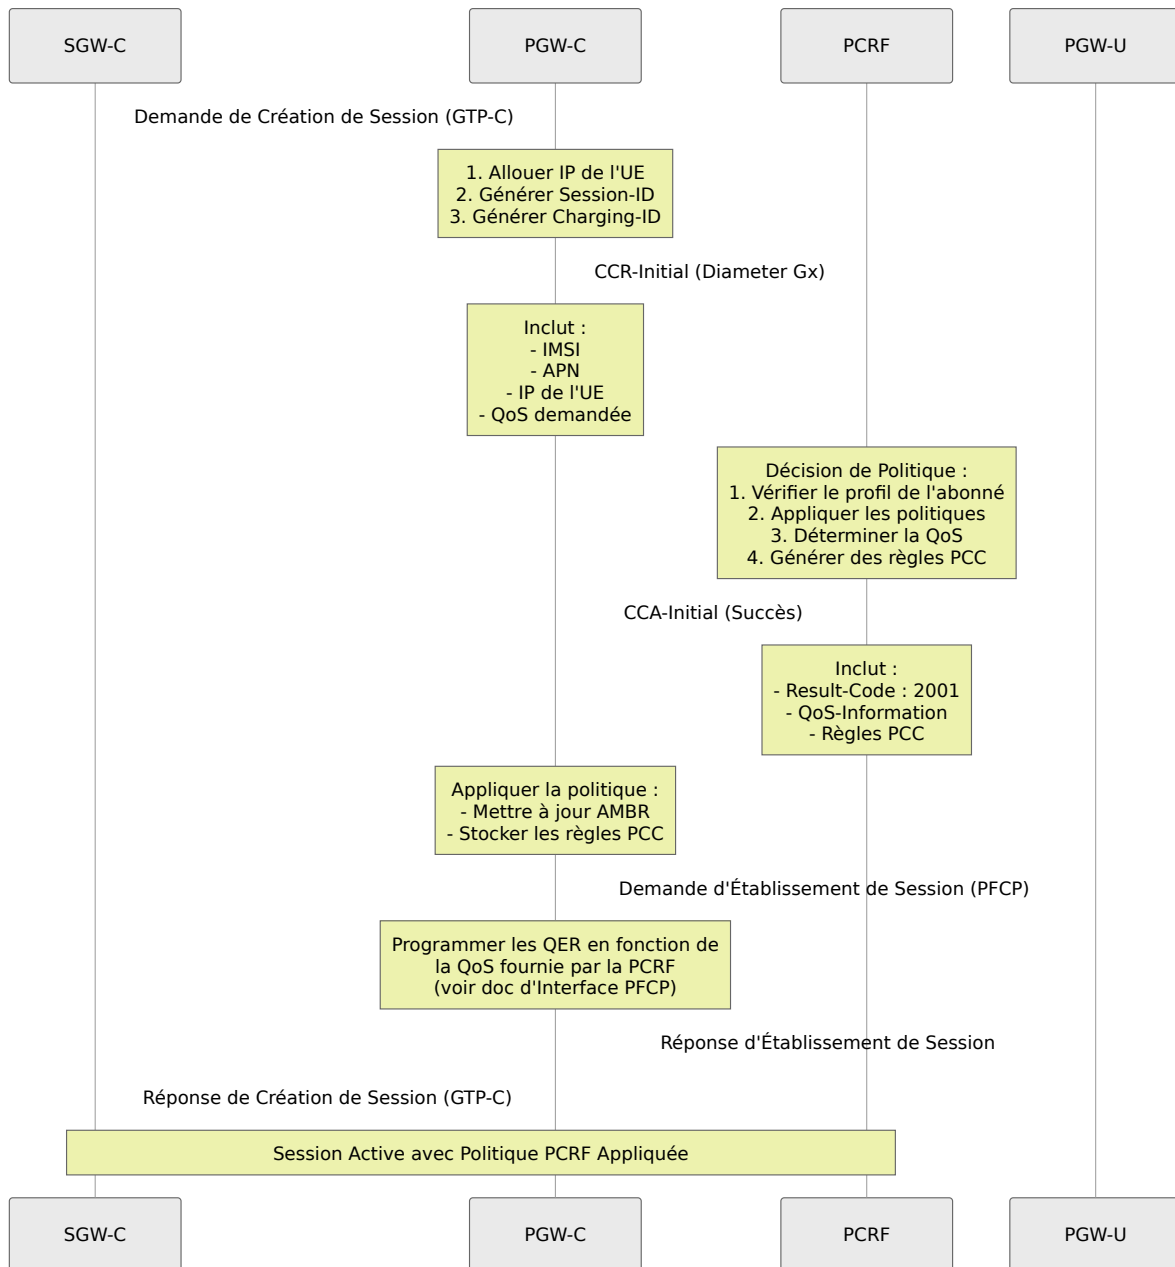 SGW-C
PGW-C
PCRF
PGW-U
Demande de Création de Session (GTP-C)
1. Allouer IP de l'UE
2. Générer Session-ID
3. Générer Charging-ID
CCR-Initial (Diameter Gx)
Inclut :
- IMSI
- APN
- IP de l'UE
- QoS demandée
Décision de Politique :
1. Vérifier le profil de l'abonné
2. Appliquer les politiques
3. Déterminer la QoS
4. Générer des règles PCC
CCA-Initial (Succès)
Inclut :
- Result-Code : 2001
- QoS-Information
- Règles PCC
Appliquer la politique :
- Mettre à jour AMBR
- Stocker les règles PCC
Demande d'Établissement de Session (PFCP)
Programmer les QER en fonction de
la QoS fournie par la PCRF
(voir doc d'Interface PFCP)
Réponse d'Établissement de Session
Réponse de Création de Session (GTP-C)
Session Active avec Politique PCRF Appliquée
SGW-C
PGW-C
PCRF
PGW-U